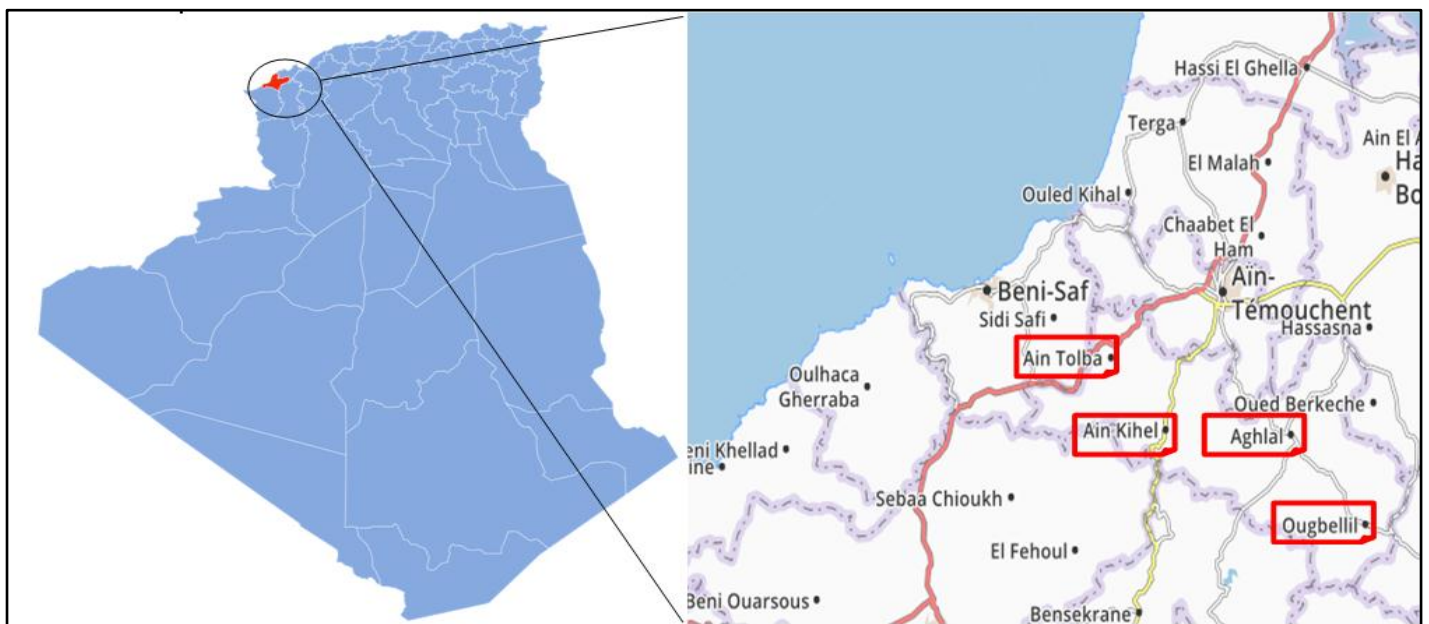 Hassi El Ghella
Terga
Ain El A
Ha
Bo
El Malah
Ouled Kihal
Chaabet El
Ham
Aïn-
Témouchent
Beni-Saf
Sidi Safi
Hassasna
Ain Tolba
Oulhaca
Gherraba
Oued Berkeche
Ain Kihel
Aghlal
eni Khellad
ine
Sebaa Chioukh
Ougbellil
El Fehoul
Beni Ouarsous
Bensekrane